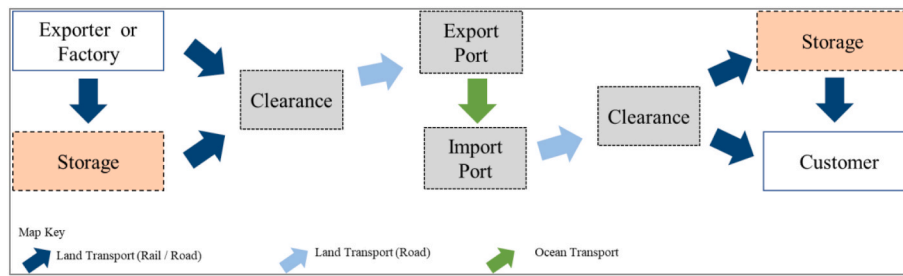 Exporter or
Factory
Storage
Clearance
Export
Port
Import
Port
Clearance
Storage
Customer
Map Key
Land Transport (Rail / Road)
Land Transport (Road)
Ocean Transport